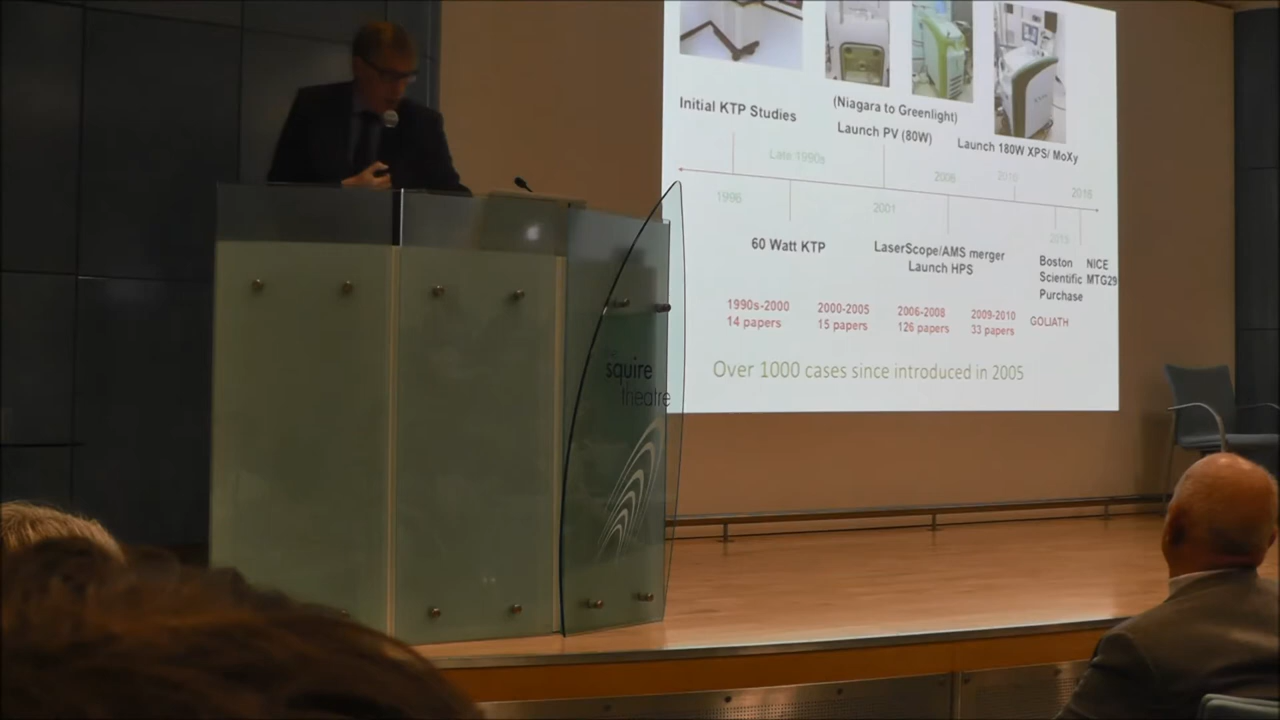 Initial KTP Studies
(Niagara to Greenlight)
Launch PV (80W)
Launch 180W XPS/ MoXy
Late 1990s
2008
2010
2016
1996
2001
2015
60 Watt KTP
LaserScope/AMS merger
Launch HPS
Boston
Scientific
Purchase
NICE
MTG29
1990s-2000
14 papers
2000-2005
15 papers
2006-2008
126 papers
2009-2010
33 papers
GOLIATH
Over 1000 cases since introduced in 2005
squire
theatre